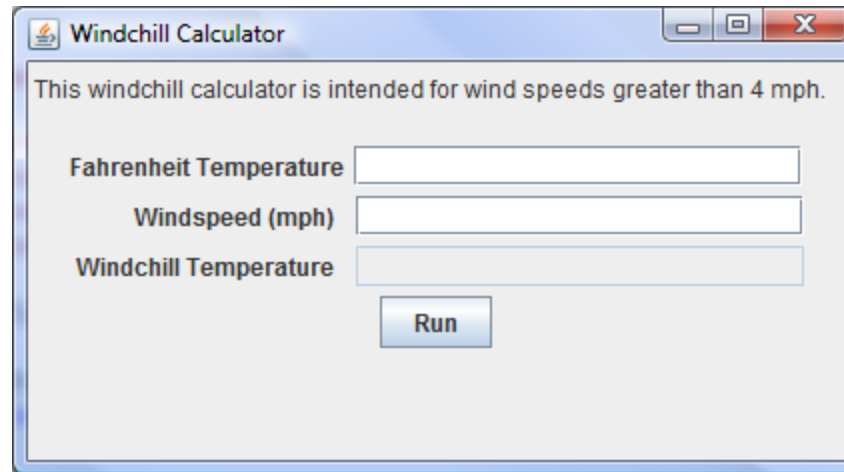 Windchill Calculator
This windchill calculator is intended for wind speeds greater than 4 mph.
Fahrenheit Temperature
Windspeed (mph)
Windchill Temperature
Run